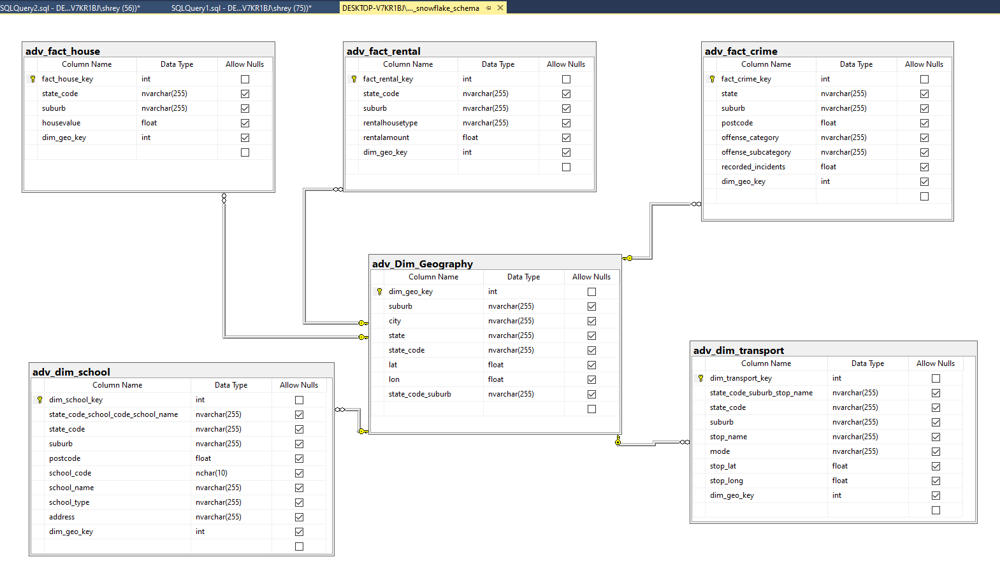 SQLQuery2.sql - DE...V7KR1BJ\shrey (56))*
SQLQuery1.sql - DE...V7KR1BJ\shrey (75))*
DESKTOP-V7KR1BJ\..._snowflake_schema
adv_fact_house
Column Name Data Type Allow Nulls
fact_house_key int
state_code nvarchar(255)
suburb nvarchar(255)
housevalue float
dim_geo_key int
adv_fact_rental
Column Name Data Type Allow Nulls
fact_rental_key int
state_code nvarchar(255)
suburb nvarchar(255)
rentalhousetype nvarchar(255)
rentalamount float
dim_geo_key int
adv_fact_crime
Column Name Data Type Allow Nulls
fact_crime_key int
state nvarchar(255)
suburb nvarchar(255)
postcode float
offense_category nvarchar(255)
offense_subcategory nvarchar(255)
recorded_incidents float
dim_geo_key int
adv_Dim_Geography
Column Name Data Type Allow Nulls
dim_geo_key int
suburb nvarchar(255)
city nvarchar(255)
state nvarchar(255)
state_code nvarchar(255)
lat float
lon float
state_code_suburb nvarchar(255)
adv_dim_school
Column Name Data Type Allow Nulls
dim_school_key int
state_code_school_code_school_name nvarchar(255)
state_code nvarchar(255)
suburb nvarchar(255)
postcode float
school_code nchar(10)
school_name nvarchar(255)
school_type nvarchar(255)
address nvarchar(255)
dim_geo_key int
adv_dim_transport
Column Name Data Type Allow Nulls
dim_transport_key int
state_code_suburb_stop_name nvarchar(255)
state_code nvarchar(255)
suburb nvarchar(255)
stop_name nvarchar(255)
mode nvarchar(255)
stop_lat float
stop_long float
dim_geo_key int